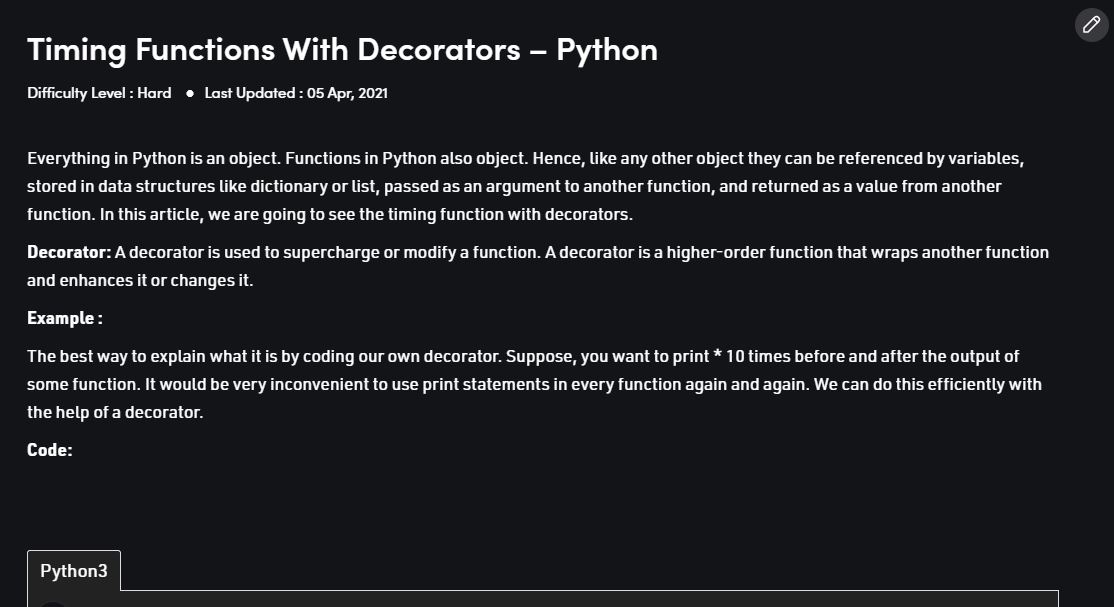 Timing Functions With Decorators – Python
Difficulty Level : Hard ● Last Updated : 05 Apr, 2021
Everything in Python is an object. Functions in Python also object. Hence, like any other object they can be referenced by variables,
stored in data structures like dictionary or list, passed as an argument to another function, and returned as a value from another
function. In this article, we are going to see the timing function with decorators.
Decorator: A decorator is used to supercharge or modify a function. A decorator is a higher-order function that wraps another function
and enhances it or changes it.
Example :
The best way to explain what it is by coding our own decorator. Suppose, you want to print * 10 times before and after the output of
some function. It would be very inconvenient to use print statements in every function again and again. We can do this efficiently with
the help of a decorator.
Code:
Python3